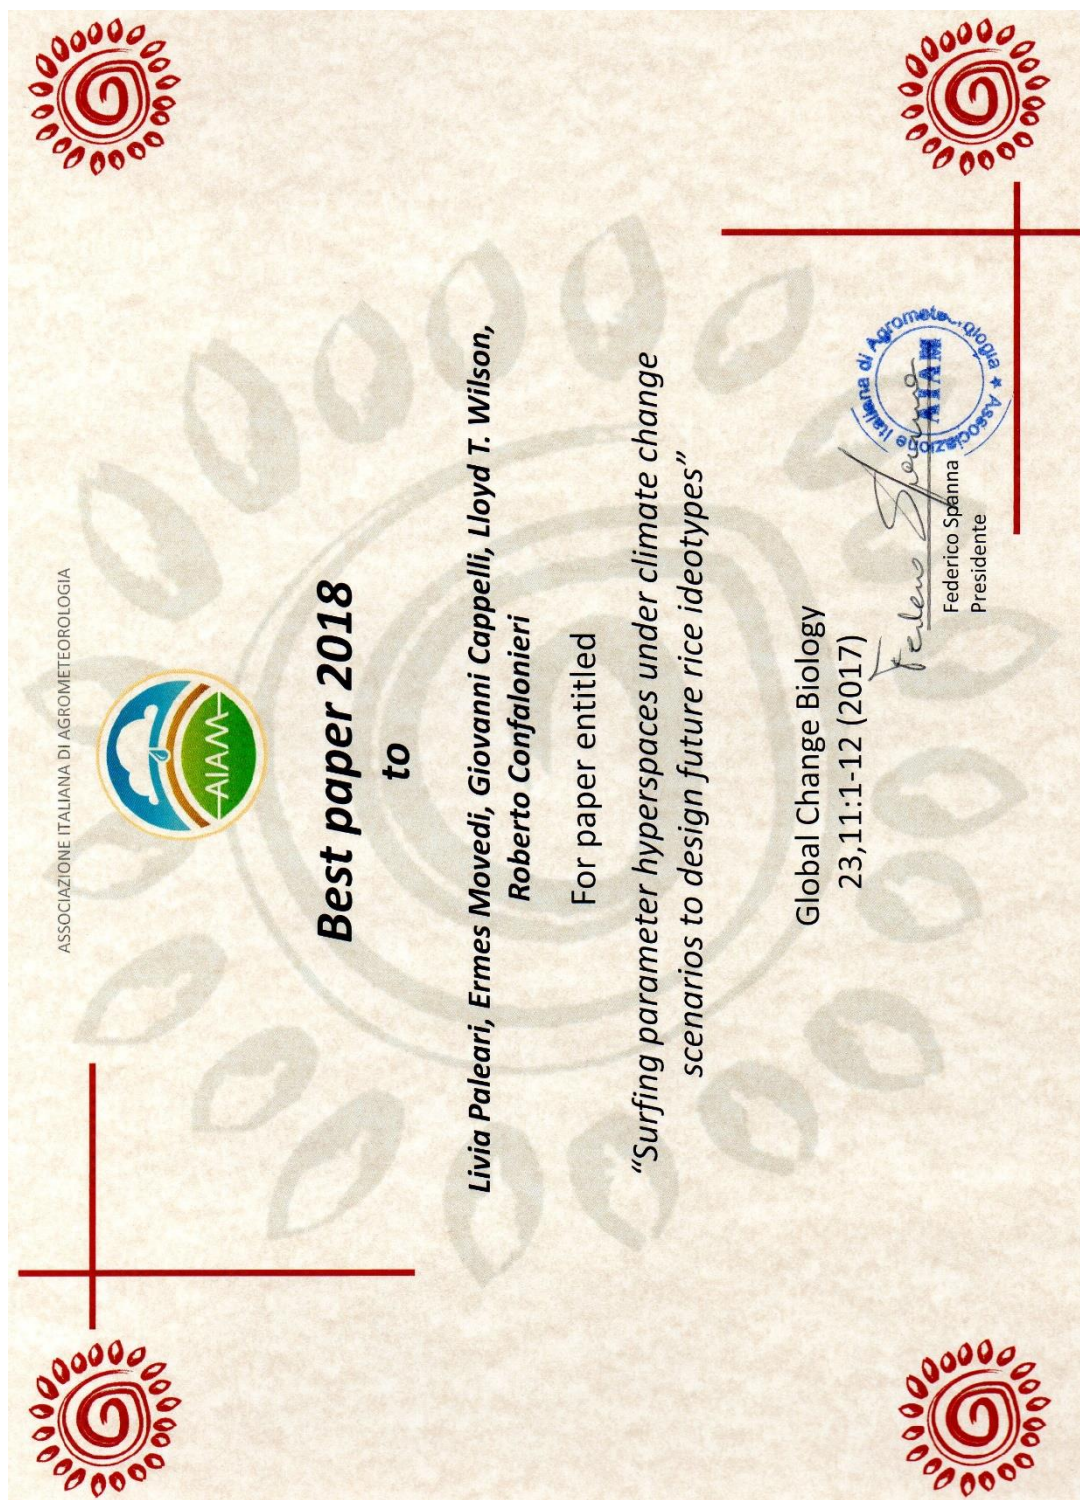 ASSOCIAZIONE ITALIANA DI AGROMETEOROLOGIA
AIAM
Best paper 2018
to
Livia Paleari, Ermes Movedi, Giovanni Cappelli, Lloyd T. Wilson,
Roberto Confalonieri
For paper entitled
“Surfing parameter hyperspaces under climate change
scenarios to design future rice ideotypes”
Global Change Biology
23,11:1-12 (2017)
Federico Spanna
Associazione Italiana di Agrometeorologia ★
AIAM
Federico Spanna
Presidente